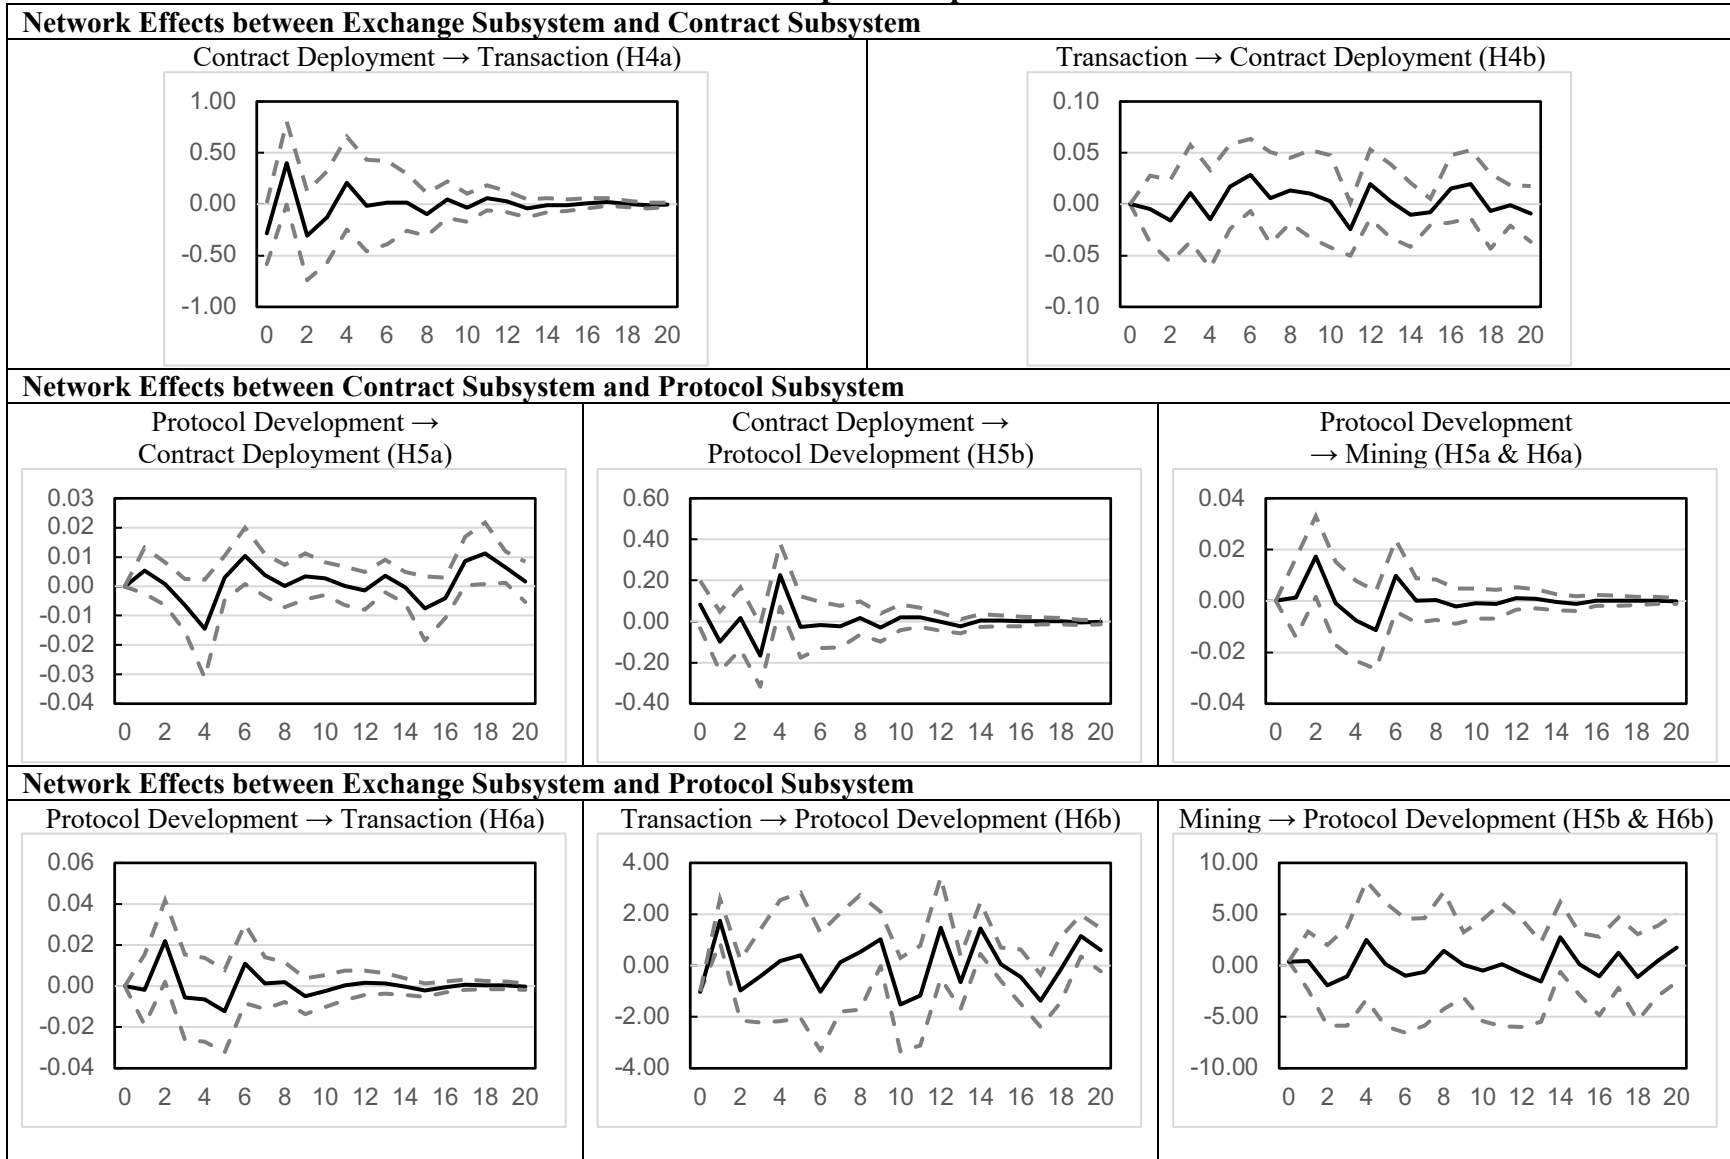 Network Effects between Exchange Subsystem and Contract Subsystem
Contract Deployment → Transaction (H4a)
1.00
0.50
0.00
-0.50
-1.00
0 2 4 6 8 10 12 14 16 18 20
Transaction → Contract Deployment (H4b)
0.10
0.05
0.00
-0.05
-0.10
0 2 4 6 8 10 12 14 16 18 20
Network Effects between Contract Subsystem and Protocol Subsystem
Protocol Development →
Contract Deployment (H5a)
0.03
0.02
0.01
0.00
-0.01
-0.02
-0.03
-0.04
0 2 4 6 8 10 12 14 16 18 20
Contract Deployment →
Protocol Development (H5b)
0.60
0.40
0.20
0.00
-0.20
-0.40
0 2 4 6 8 10 12 14 16 18 20
Protocol Development
→ Mining (H5a & H6a)
0.04
0.02
0.00
-0.02
-0.04
0 2 4 6 8 10 12 14 16 18 20
Network Effects between Exchange Subsystem and Protocol Subsystem
Protocol Development → Transaction (H6a)
0.06
0.04
0.02
0.00
-0.02
-0.04
0 2 4 6 8 10 12 14 16 18 20
Transaction → Protocol Development (H6b)
4.00
2.00
0.00
-2.00
-4.00
0 2 4 6 8 10 12 14 16 18 20
Mining → Protocol Development (H5b & H6b)
10.00
5.00
0.00
-5.00
-10.00
0 2 4 6 8 10 12 14 16 18 20